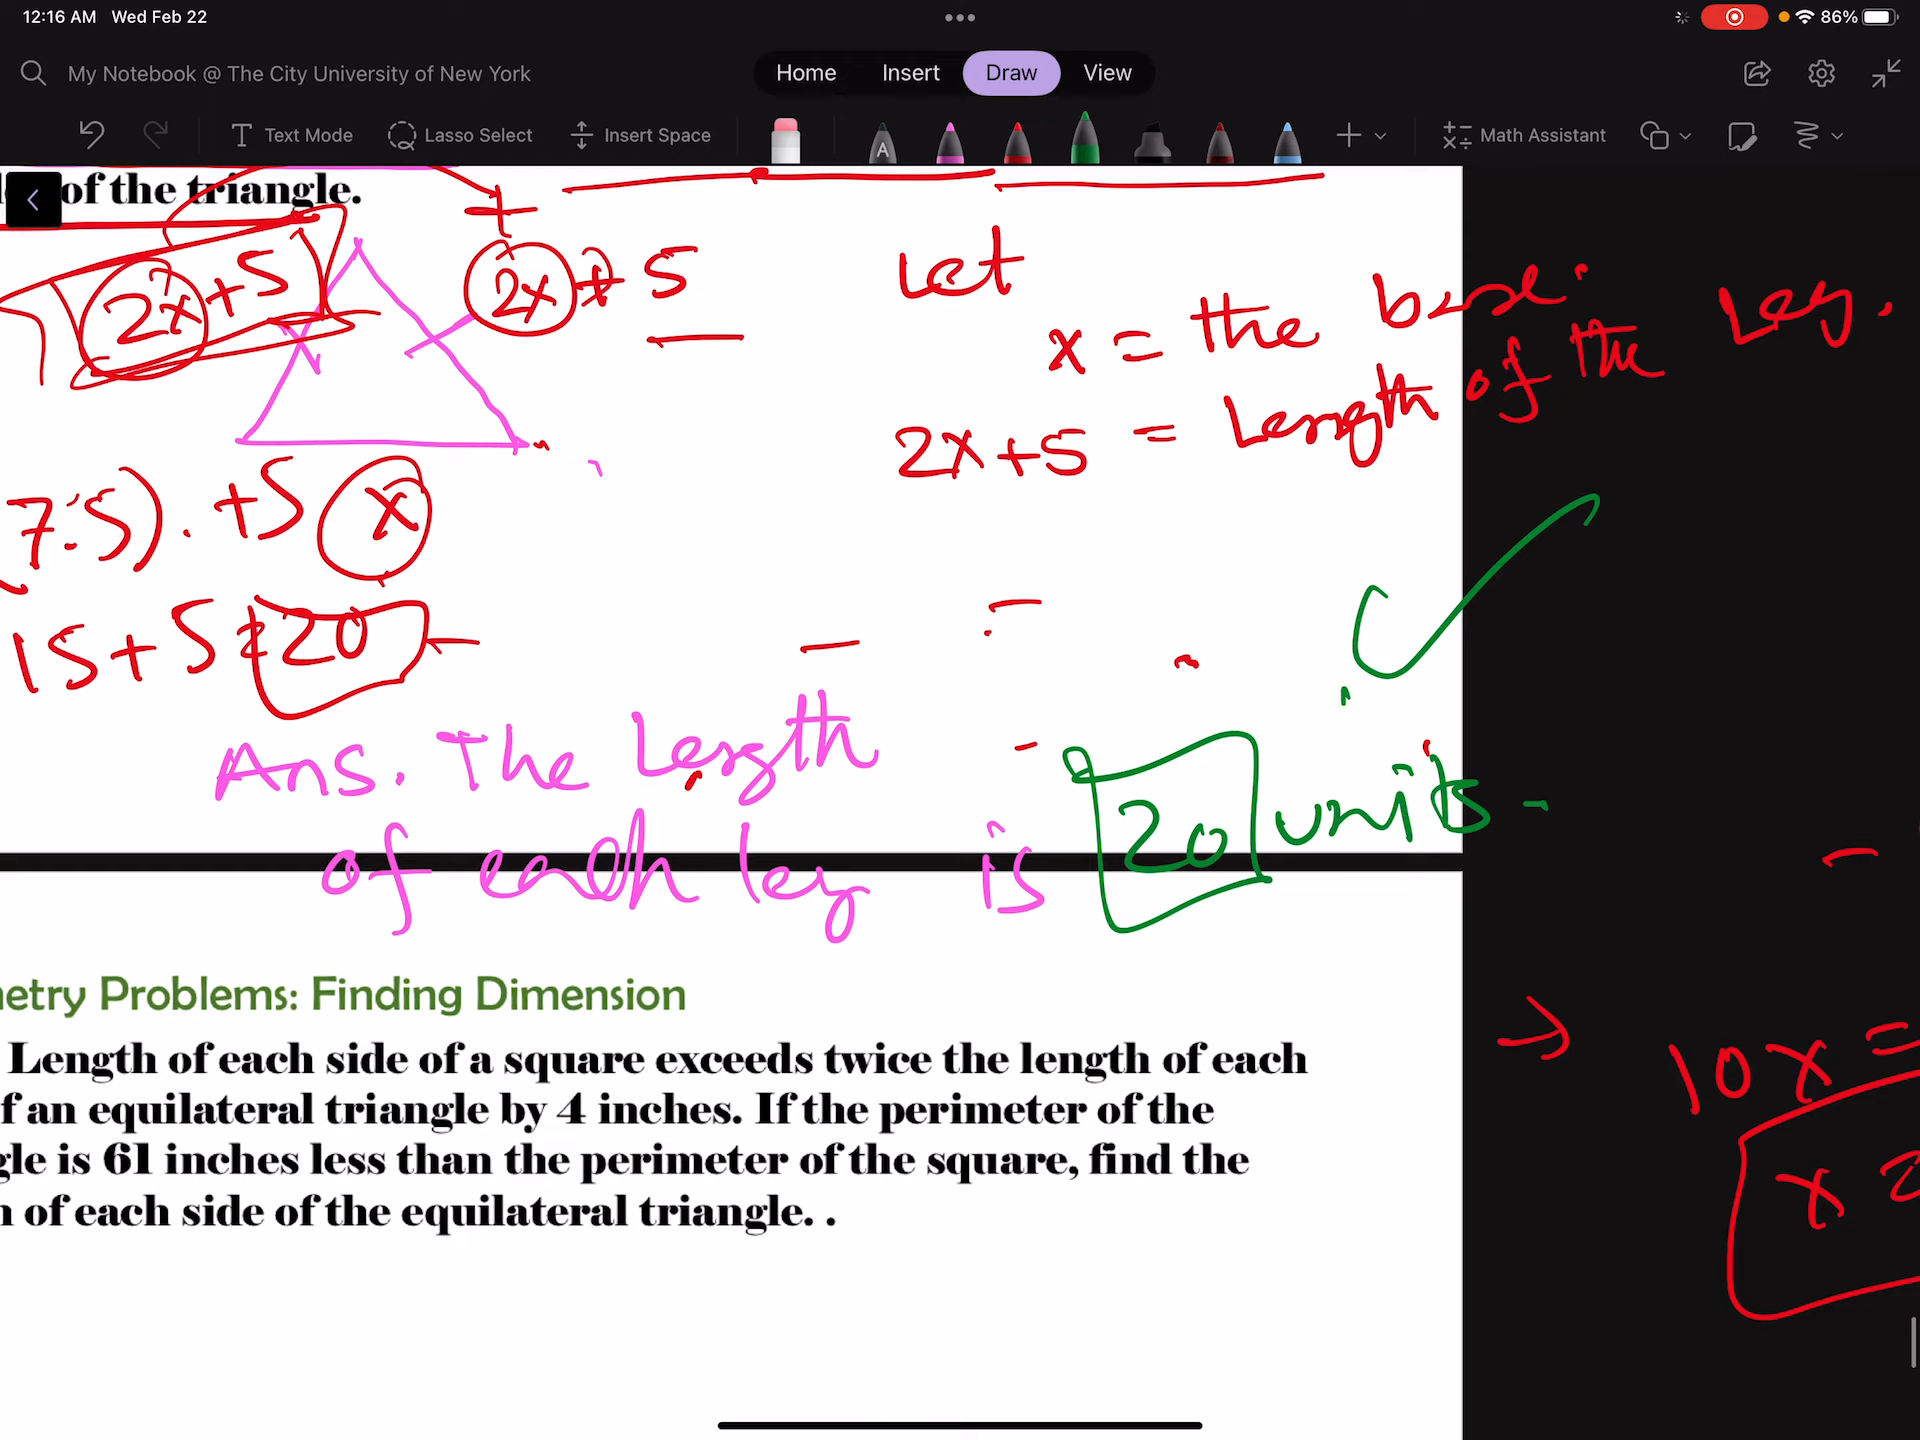 12:16 AM Wed Feb 22
86%
My Notebook @ The City University of New York
Home Insert Draw View
Text Mode Lasso Select Insert Space Math Assistant
of the triangle.
2x+5
2x+5
Let
x = the base.
2x+5 = Length of the Leg.
(7.5). +5
x
15+5=20
Ans. The Length
of each leg is 20 units
etry Problems: Finding Dimension
Length of each side of a square exceeds twice the length of each
f an equilateral triangle by 4 inches. If the perimeter of the
gle is 61 inches less than the perimeter of the square, find the
of each side of the equilateral triangle. .
→ 10x =
x